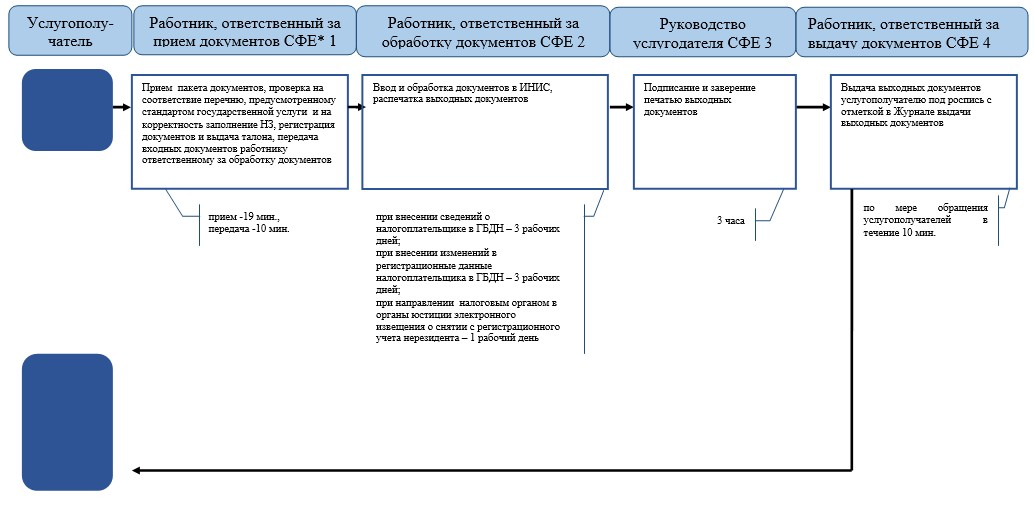 Услугополу-
чатель
Работник, ответственный за
прием документов СФЕ* 1
Работник, ответственный за
обработку документов СФЕ 2
Руководство
услугодателя СФЕ 3
Работник, ответственный за
выдачу документов СФЕ 4
Прием пакета документов, проверка на
соответствие перечню, предусмотренному
стандартом государственной услуги и на
корректность заполнение НЗ, регистрация
документов и выдача талона, передача
входных документов работнику
ответственному за обработку документов
Ввод и обработка документов в ИНИС,
распечатка выходных документов
Подписание и заверение
печатью выходных
документов
Выдача выходных документов
услугополучателю под роспись с
отметкой в Журнале выдачи
выходных документов
прием -19 мин.,
передача -10 мин.
при внесении сведений о
налогоплательщике в ГБДН – 3 рабочих
дней;
при внесении изменений в
регистрационные данные
налогоплательщика в ГБДН – 3 рабочих
дней;
при направлении налоговым органом в
органы юстиции электронного
извещения о снятии с регистрационного
учета нерезидента – 1 рабочий день
3 часа
по мере обращения
услугополучателей в
течение 10 мин.